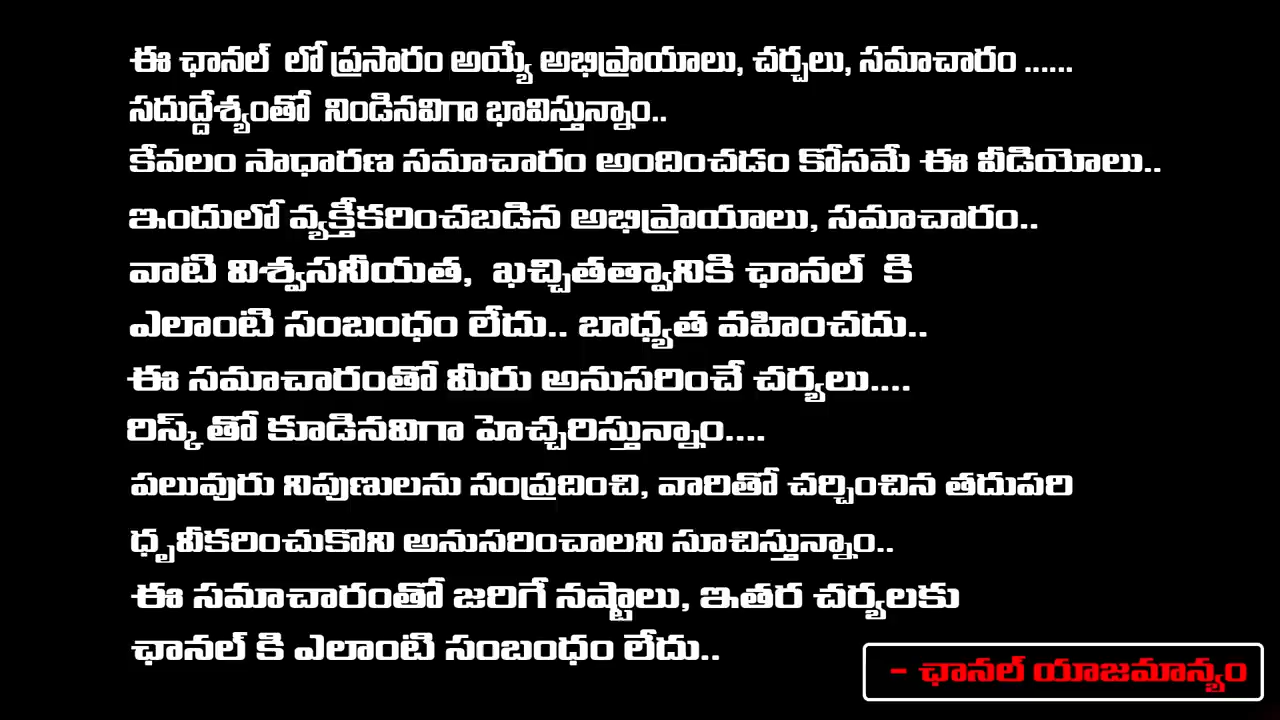 ఈ ఛానల్ లో ప్రసారం అయ్యే అభిప్రాయాలు, చర్చలు, సమాచారం ......
సదుద్దేశ్యంతో నిండినవిగా భావిస్తున్నాం..
కేవలం సాధారణ సమాచారం అందించడం కోసమే ఈ వీడియోలు..
ఇందులో వ్యక్తీకరించబడిన అభిప్రాయాలు, సమాచారం..
వాటి విశ్వసనీయత, ఖచ్చితత్వానికి ఛానల్ కి
ఎలాంటి సంబంధం లేదు.. బాధ్యత వహించదు..
ఈ సమాచారంతో మీరు అనుసరించే చర్యలు....
రిస్క్ తో కూడినవిగా హెచ్చరిస్తున్నాం....
పలువురు నిపుణులను సంప్రదించి, వారితో చర్చించిన తదుపరి
ధృవీకరించుకొని అనుసరించాలని సూచిస్తున్నాం..
ఈ సమాచారంతో జరిగే నష్టాలు, ఇతర చర్యలకు
ఛానల్ కి ఎలాంటి సంబంధం లేదు..
- ఛానల్ యాజమాన్యం